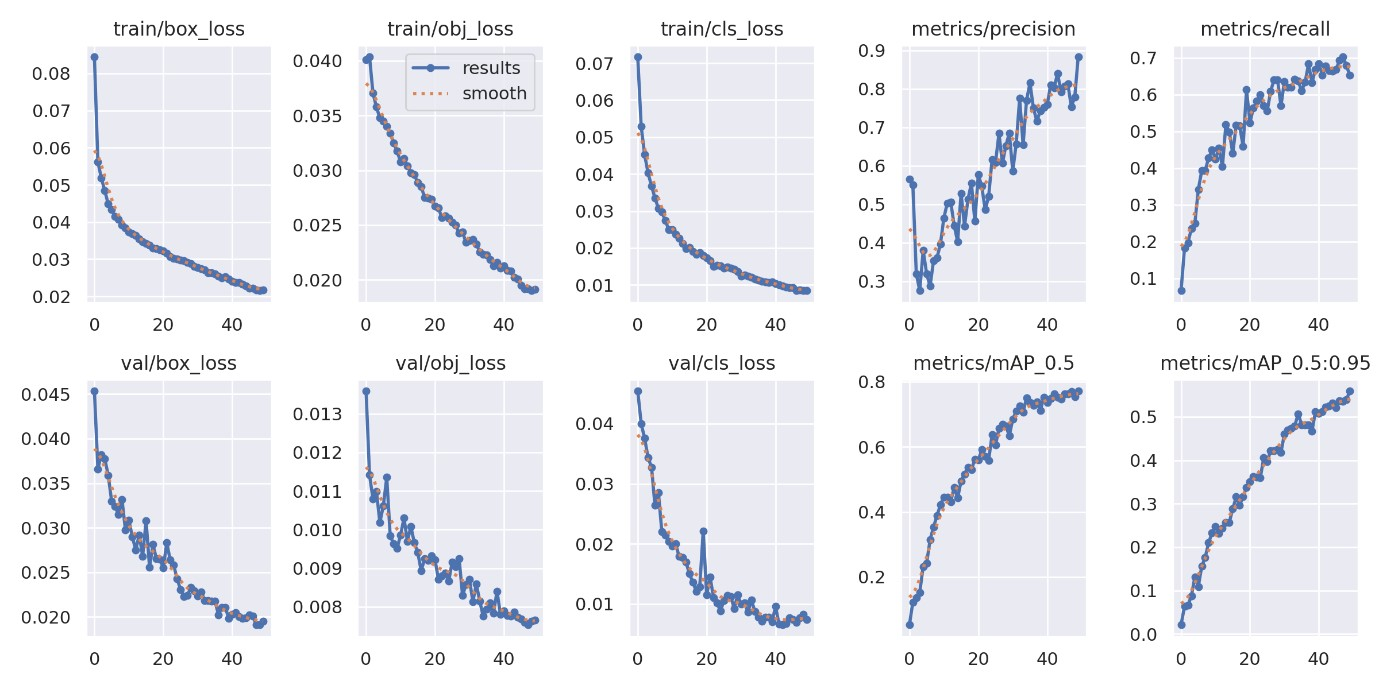 train/box_loss
train/obj_loss
train/cls_loss
metrics/precision
metrics/recall
0.08
0.07
0.06
0.05
0.04
0.03
0.02
0 20 40
0.040
0.035
0.030
0.025
0.020
results
smooth
0 20 40
0.07
0.06
0.05
0.04
0.03
0.02
0.01
0 20 40
0.9
0.8
0.7
0.6
0.5
0.4
0.3
0 20 40
0.7
0.6
0.5
0.4
0.3
0.2
0.1
0 20 40
val/box_loss
val/obj_loss
val/cls_loss
metrics/mAP_0.5
metrics/mAP_0.5:0.95
0.045
0.040
0.035
0.030
0.025
0.020
0 20 40
0.013
0.012
0.011
0.010
0.009
0.008
0 20 40
0.04
0.03
0.02
0.01
0 20 40
0.8
0.6
0.4
0.2
0 20 40
0.5
0.4
0.3
0.2
0.1
0.0
0 20 40